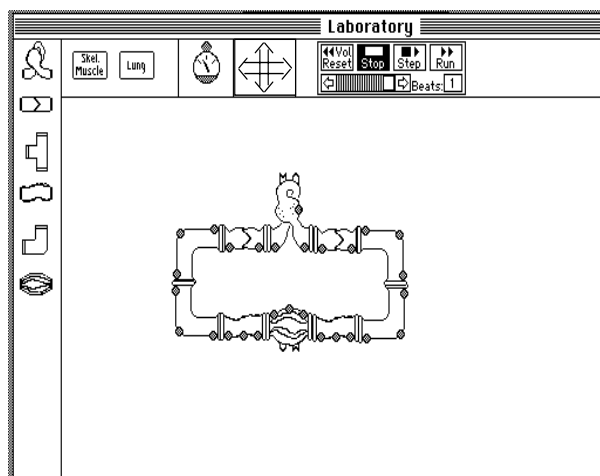 Laboratory
Skel.
Muscle
Lung
Vol
Reset
Stop
Step
Run
Beats: 1